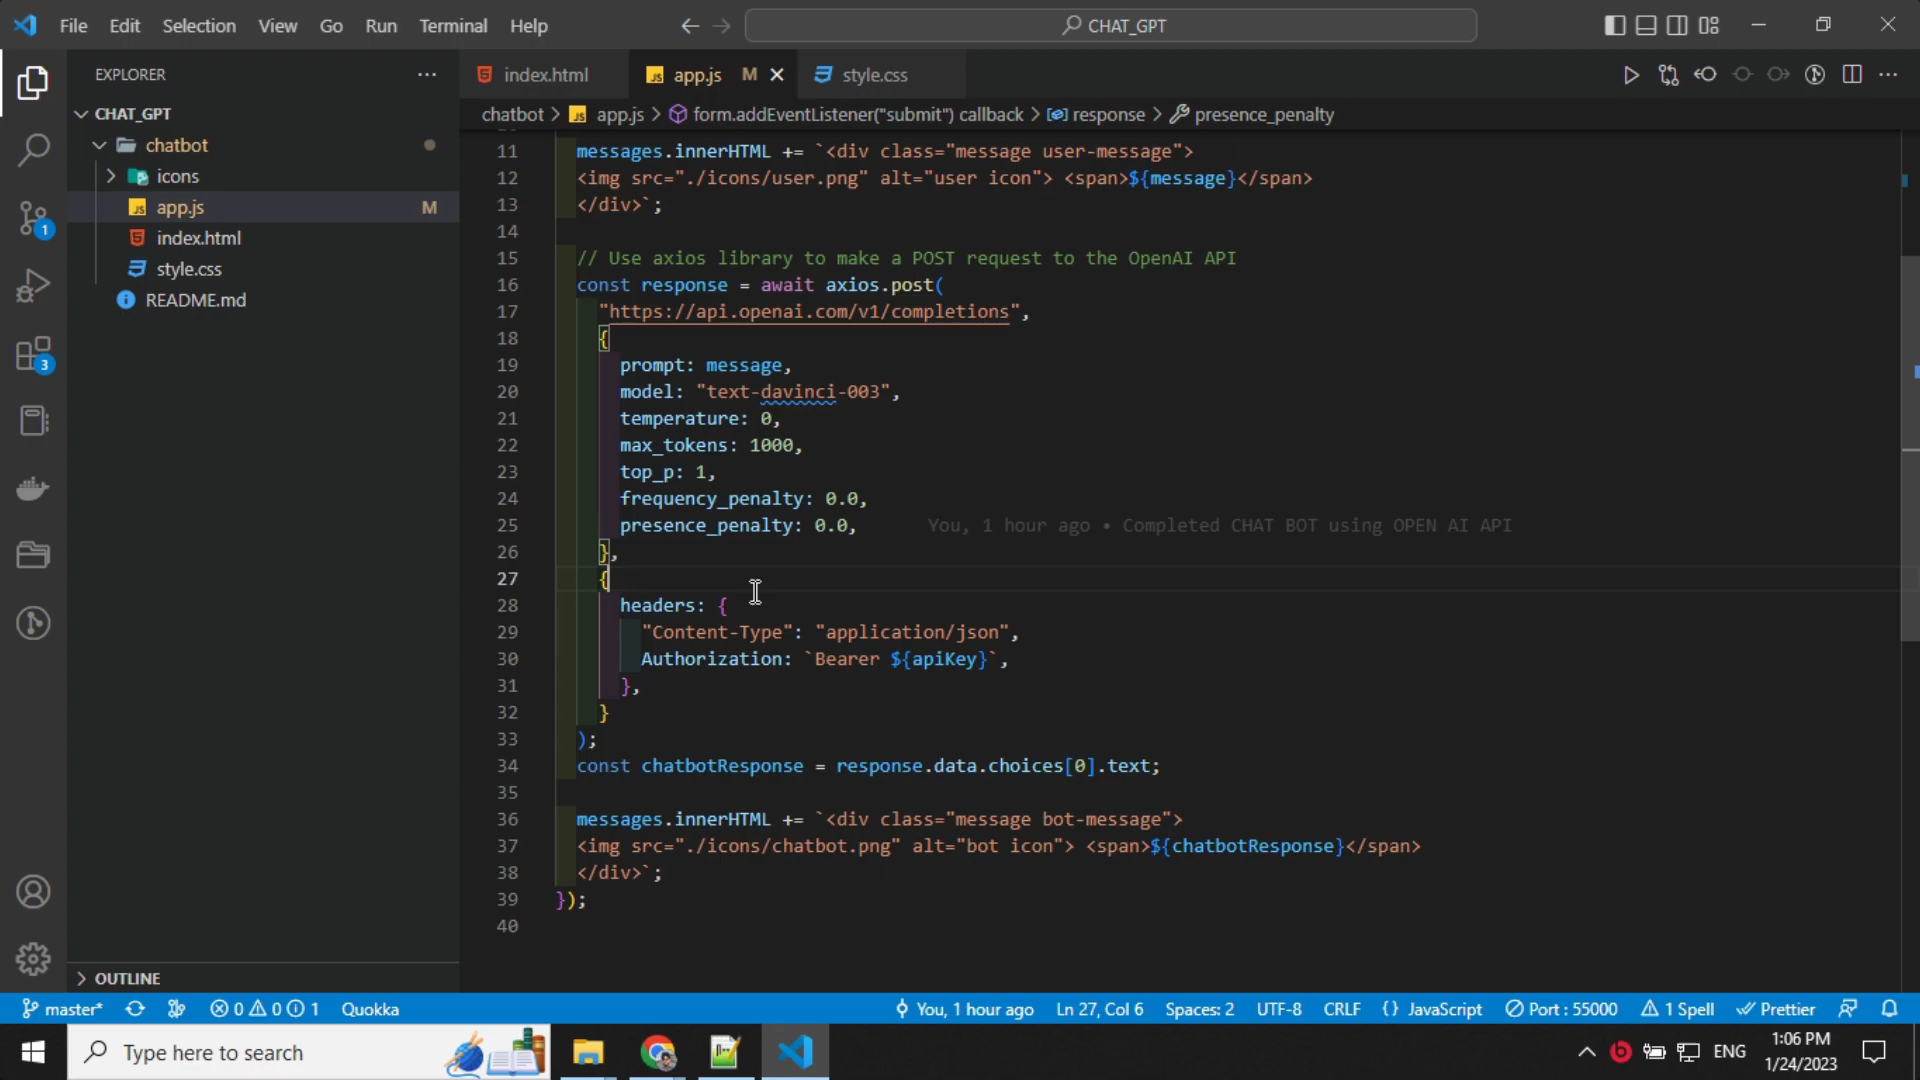 File Edit Selection View Go Run Terminal Help
CHAT_GPT
EXPLORER
CHAT_GPT
chatbot
icons
app.js M
index.html
style.css
README.md
OUTLINE
index.html app.js M style.css
chatbot > app.js > form.addEventListener("submit") callback > response > presence_penalty
11 messages.innerHTML += `<div class="message user-message">
12 <img src="./icons/user.png" alt="user icon"> <span>${message}</span>
13 </div>`;
14
15 // Use axios library to make a POST request to the OpenAI API
16 const response = await axios.post(
17 "https://api.openai.com/v1/completions",
18 {
19 prompt: message,
20 model: "text-davinci-003",
21 temperature: 0,
22 max_tokens: 1000,
23 top_p: 1,
24 frequency_penalty: 0.0,
25 presence_penalty: 0.0, You, 1 hour ago • Completed CHAT BOT using OPEN AI API
26 },
27 {
28 headers: {
29 "Content-Type": "application/json",
30 Authorization: `Bearer ${apiKey}`,
31 },
32 }
33 );
34 const chatbotResponse = response.data.choices[0].text;
35
36 messages.innerHTML += `<div class="message bot-message">
37 <img src="./icons/chatbot.png" alt="bot icon"> <span>${chatbotResponse}</span>
38 </div>`;
39 });
40
1
3
master* 0 0 1 Quokka You, 1 hour ago Ln 27, Col 6 Spaces: 2 UTF-8 CRLF {} JavaScript Port : 55000 1 Spell Prettier
Type here to search
ENG
1:06 PM
1/24/2023